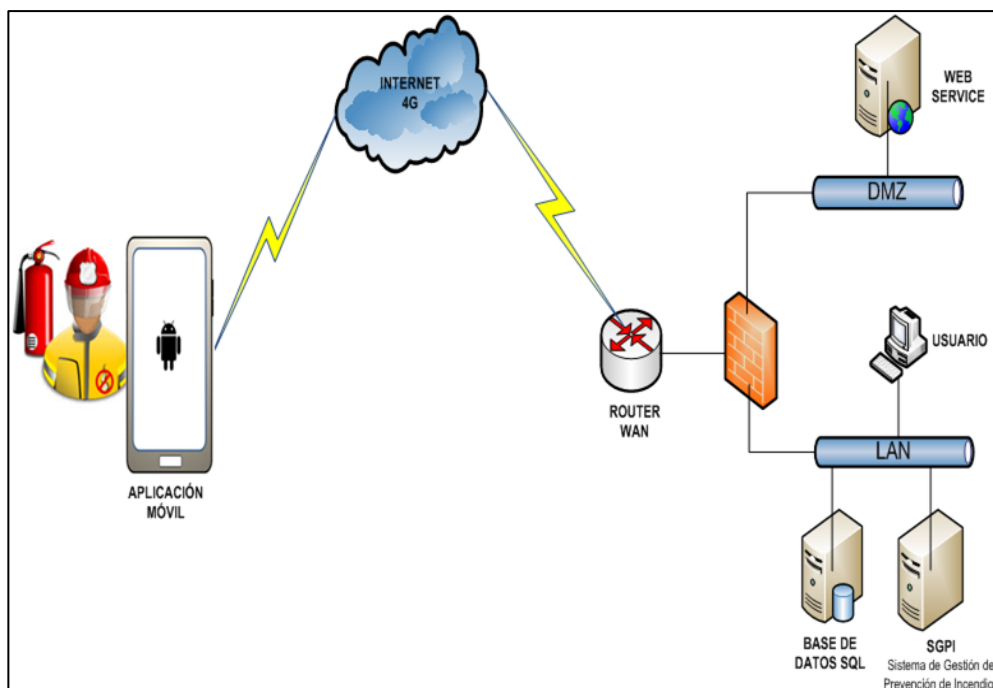 INTERNET
4G
WEB
SERVICE
DMZ
USUARIO
ROUTER
WAN
LAN
APLICACIÓN
MÓVIL
BASE DE
DATOS SQL
SGPI
Sistema de Gestión de
Prevención de Incendio